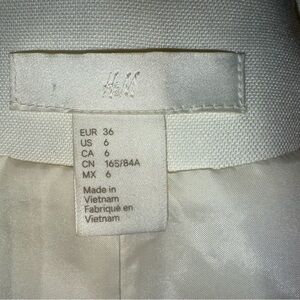 H&M
EUR 36
US 6
CA 6
CN 165/84A
MX 6
Made in
Vietnam
Fabriqué en
Vietnam